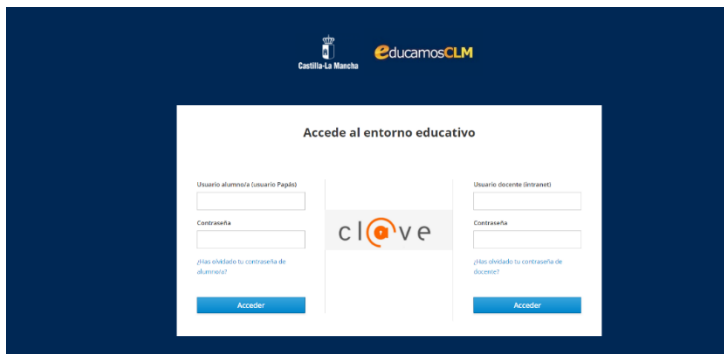 Castilla-La Mancha
educamosCLM
Accede al entorno educativo
Usuario alumno/a (usuario Papás)
Contraseña
¿Has olvidado tu contraseña de
alumno/a?
Acceder
cl@ve
Usuario docente (intranet)
Contraseña
¿Has olvidado tu contraseña de
docente?
Acceder